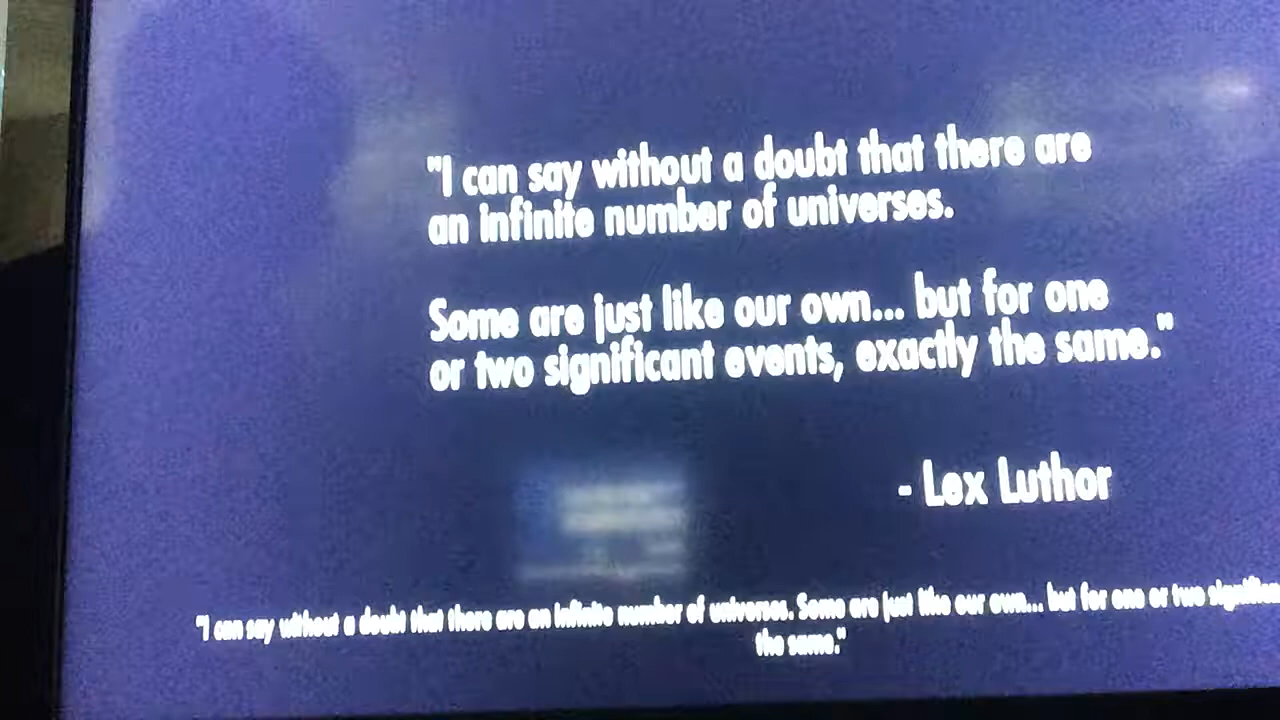 "I can say without a doubt that there are
an infinite number of universes.
Some are just like our own... but for one
or two significant events, exactly the same."
- Lex Luthor
"I can say without a doubt that there are an infinite number of universes. Some are just like our own... but for one or two
the same."